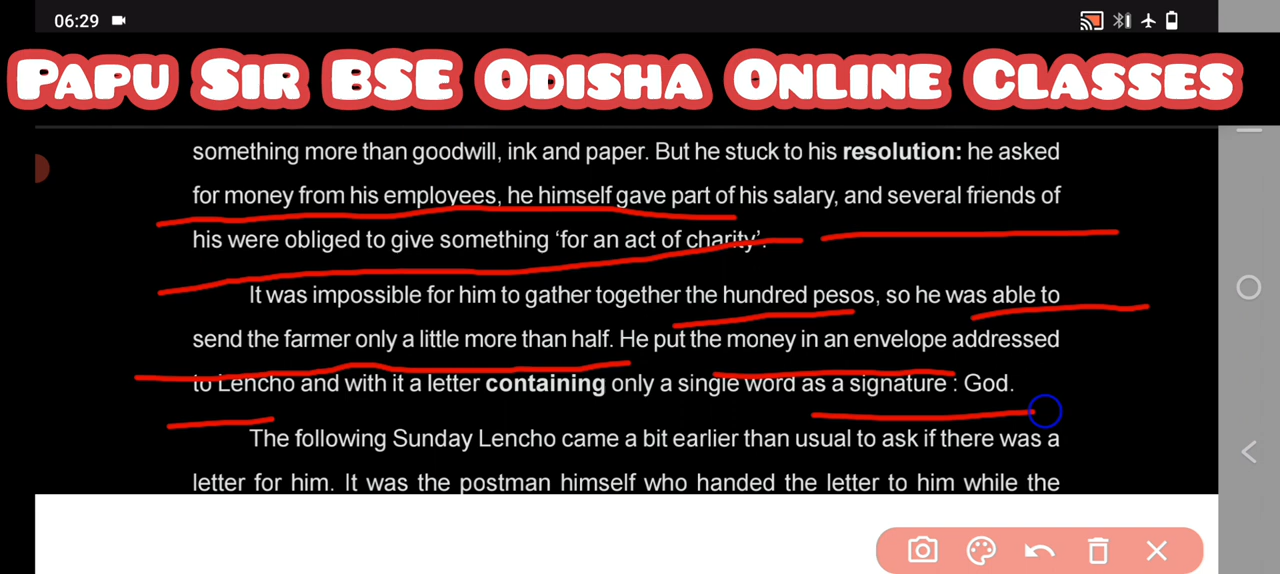 06:29
PAPU SIR BSE ODISHA ONLINE CLASSES
something more than goodwill, ink and paper. But he stuck to his resolution: he asked
for money from his employees, he himself gave part of his salary, and several friends of
his were obliged to give something ‘for an act of charity’.
It was impossible for him to gather together the hundred pesos, so he was able to
send the farmer only a little more than half. He put the money in an envelope addressed
to Lencho and with it a letter containing only a single word as a signature : God.
The following Sunday Lencho came a bit earlier than usual to ask if there was a
letter for him. It was the postman himself who handed the letter to him while the